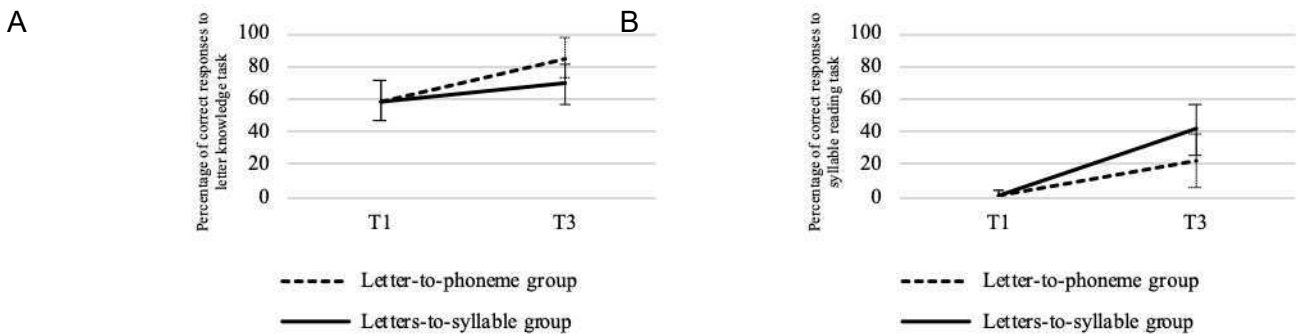 A
Percentage of correct responses to
letter knowledge task
100
80
60
40
20
0
T1 T3
Letter-to-phoneme group
Letters-to-syllable group
B
Percentage of correct responses to
syllable reading task
100
80
60
40
20
0
T1 T3
Letter-to-phoneme group
Letters-to-syllable group